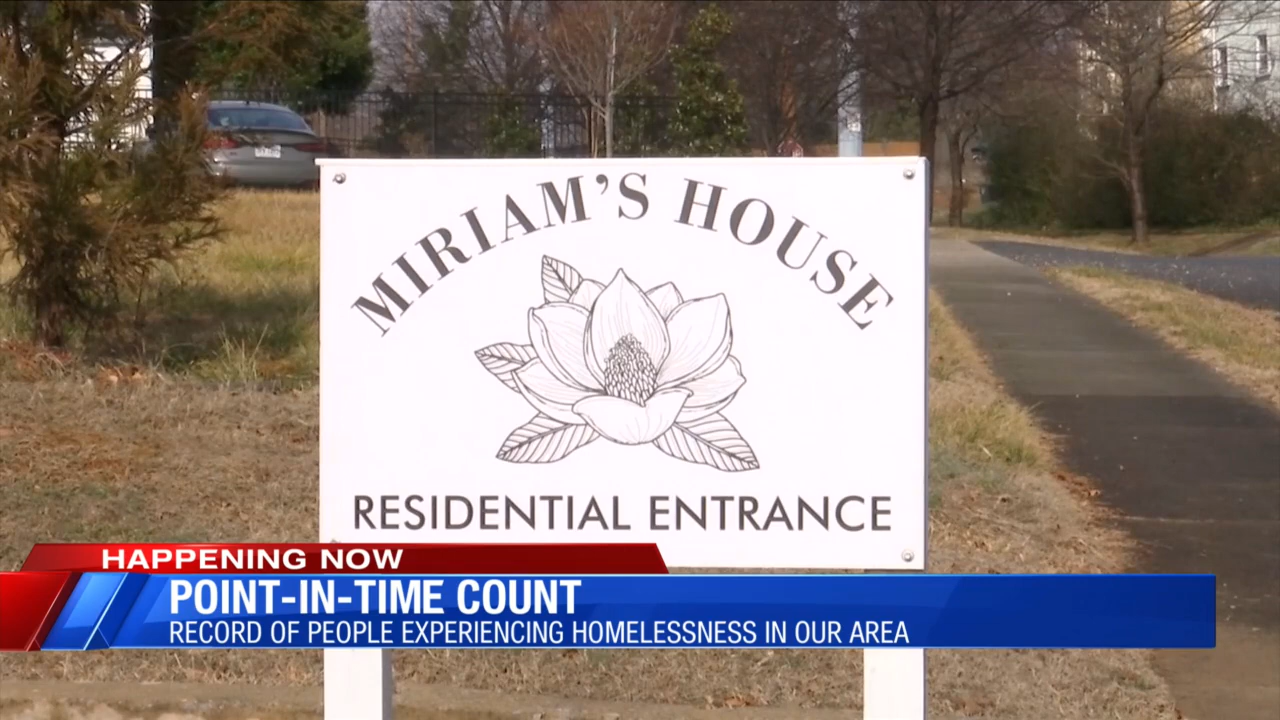 MIRIAM'S HOUSE
RESIDENTIAL ENTRANCE
HAPPENING NOW
POINT-IN-TIME COUNT
RECORD OF PEOPLE EXPERIENCING HOMELESSNESS IN OUR AREA